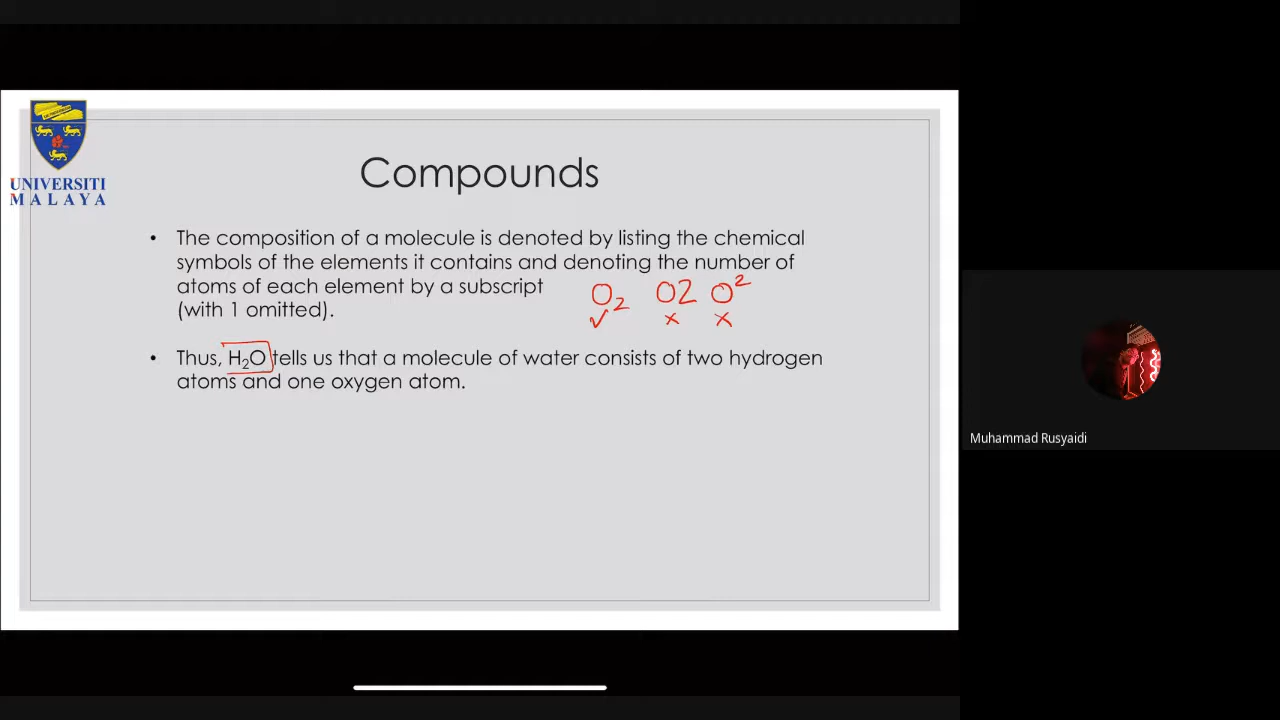 UNIVERSITI
MALAYA
Compounds
• The composition of a molecule is denoted by listing the chemical
symbols of the elements it contains and denoting the number of
atoms of each element by a subscript
(with 1 omitted).
O₂ O2 O²
✓ × ×
• Thus, H₂O tells us that a molecule of water consists of two hydrogen
atoms and one oxygen atom.
Muhammad Rusyaidi